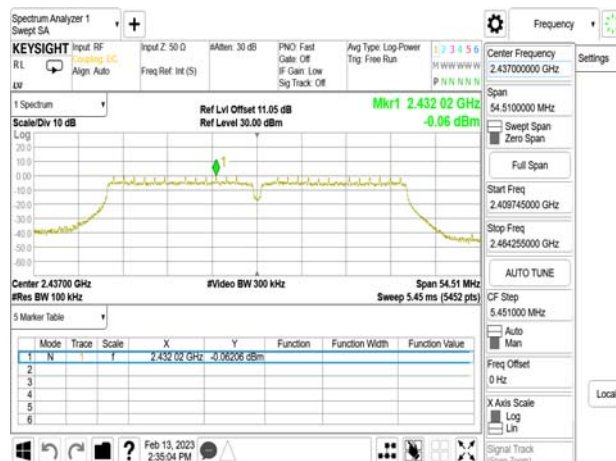 Spectrum Analyzer 1
Swept SA
Frequency
KEYSIGHT
Input: RF
Coupling: DC
Align: Auto
Input Z: 50 Ω
Freq Ref: Int (S)
#Atten: 30 dB
PNO: Fast
Gate: Off
IF Gain: Low
Sig Track: Off
Avg Type: Log-Power
Trig: Free Run
1 2 3 4 5 6
M W W W W W
P N N N N N
RL
Center Frequency
2.437000000 GHz
Settings
Span
54.5100000 MHz
Swept Span
Zero Span
Full Span
Start Freq
2.409745000 GHz
Stop Freq
2.464255000 GHz
AUTO TUNE
CF Step
5.451000 MHz
Auto
Man
Freq Offset
0 Hz
X Axis Scale
Log
Lin
Signal Track
(Span Zoom)
Local
1 Spectrum
Scale/Div 10 dB
Ref Lvl Offset 11.05 dB
Ref Level 30.00 dBm
Mkr1 2.432 02 GHz
-0.06 dBm
Log
20.0
10.0
0.00
-10.0
-20.0
-30.0
-40.0
-50.0
-60.0
1
Center 2.43700 GHz
#Res BW 100 kHz
#Video BW 300 kHz
Span 54.51 MHz
Sweep 5.45 ms (5452 pts)
5 Marker Table
Mode Trace Scale X Y Function Function Width Function Value
1 N 1 f 2.432 02 GHz -0.06206 dBm
2
3
4
5
6
Feb 13, 2023
2:35:04 PM